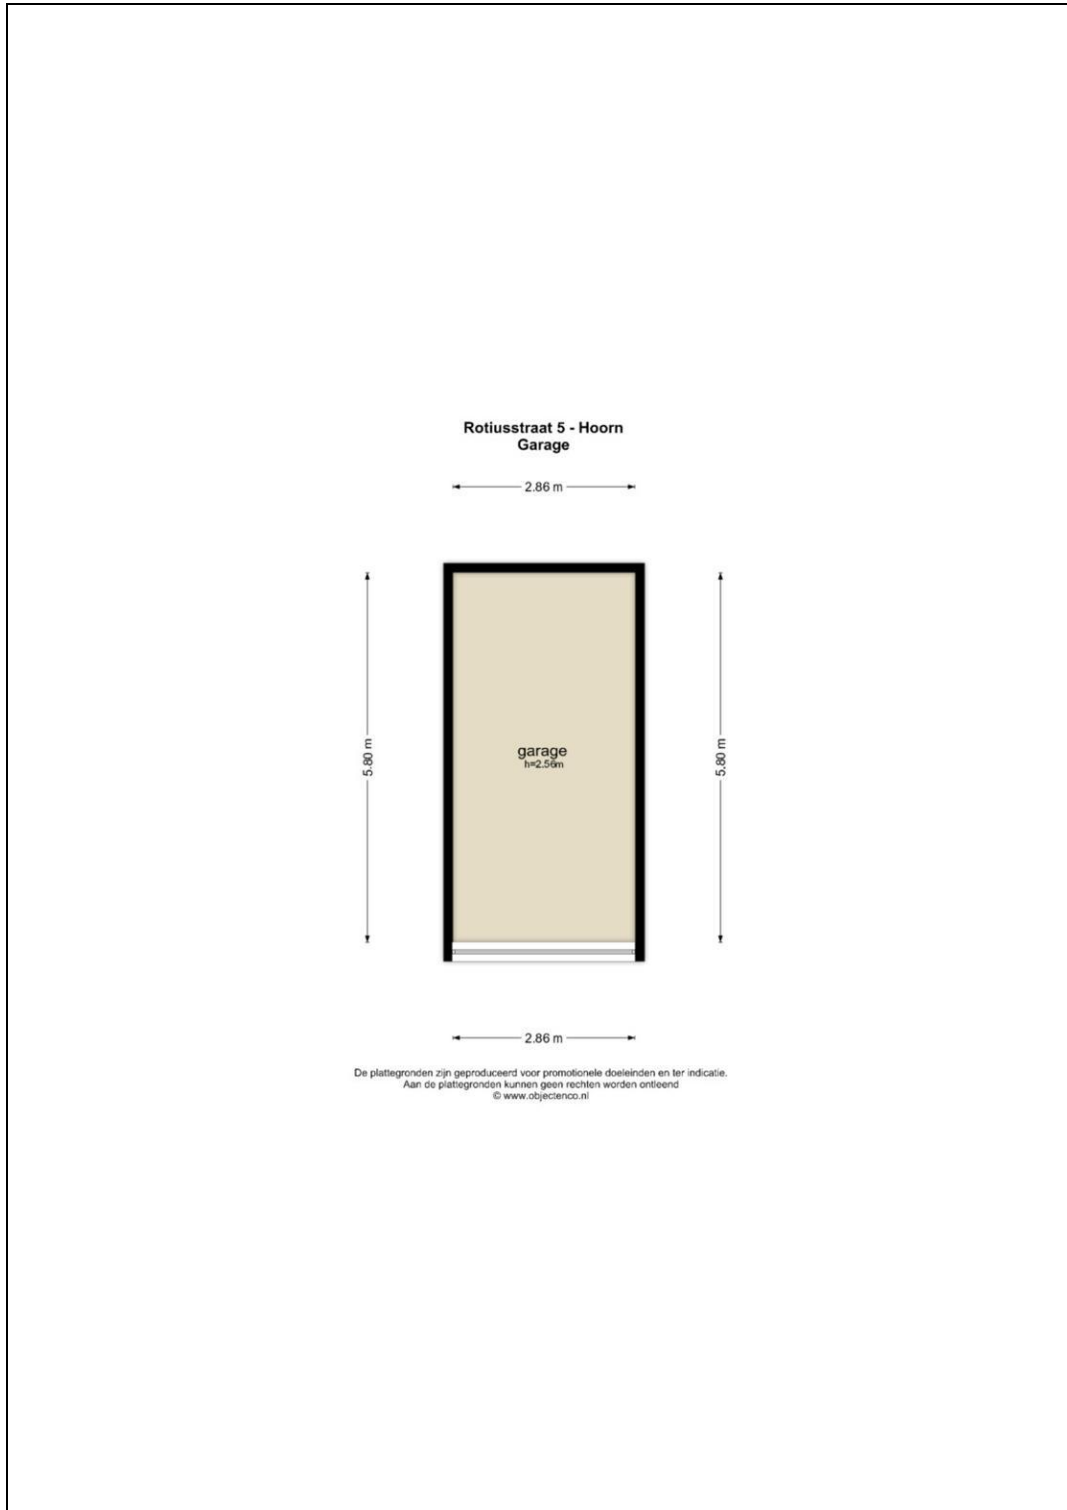 Rotiusstraat 5 - Hoorn
Garage
2.86 m
5.80 m
garage
h=2.56m
5.80 m
2.86 m
De plattegronden zijn geproduceerd voor promotionele doeleinden en ter indicatie.
Aan de plattegronden kunnen geen rechten worden ontleend
© www.objectenco.nl